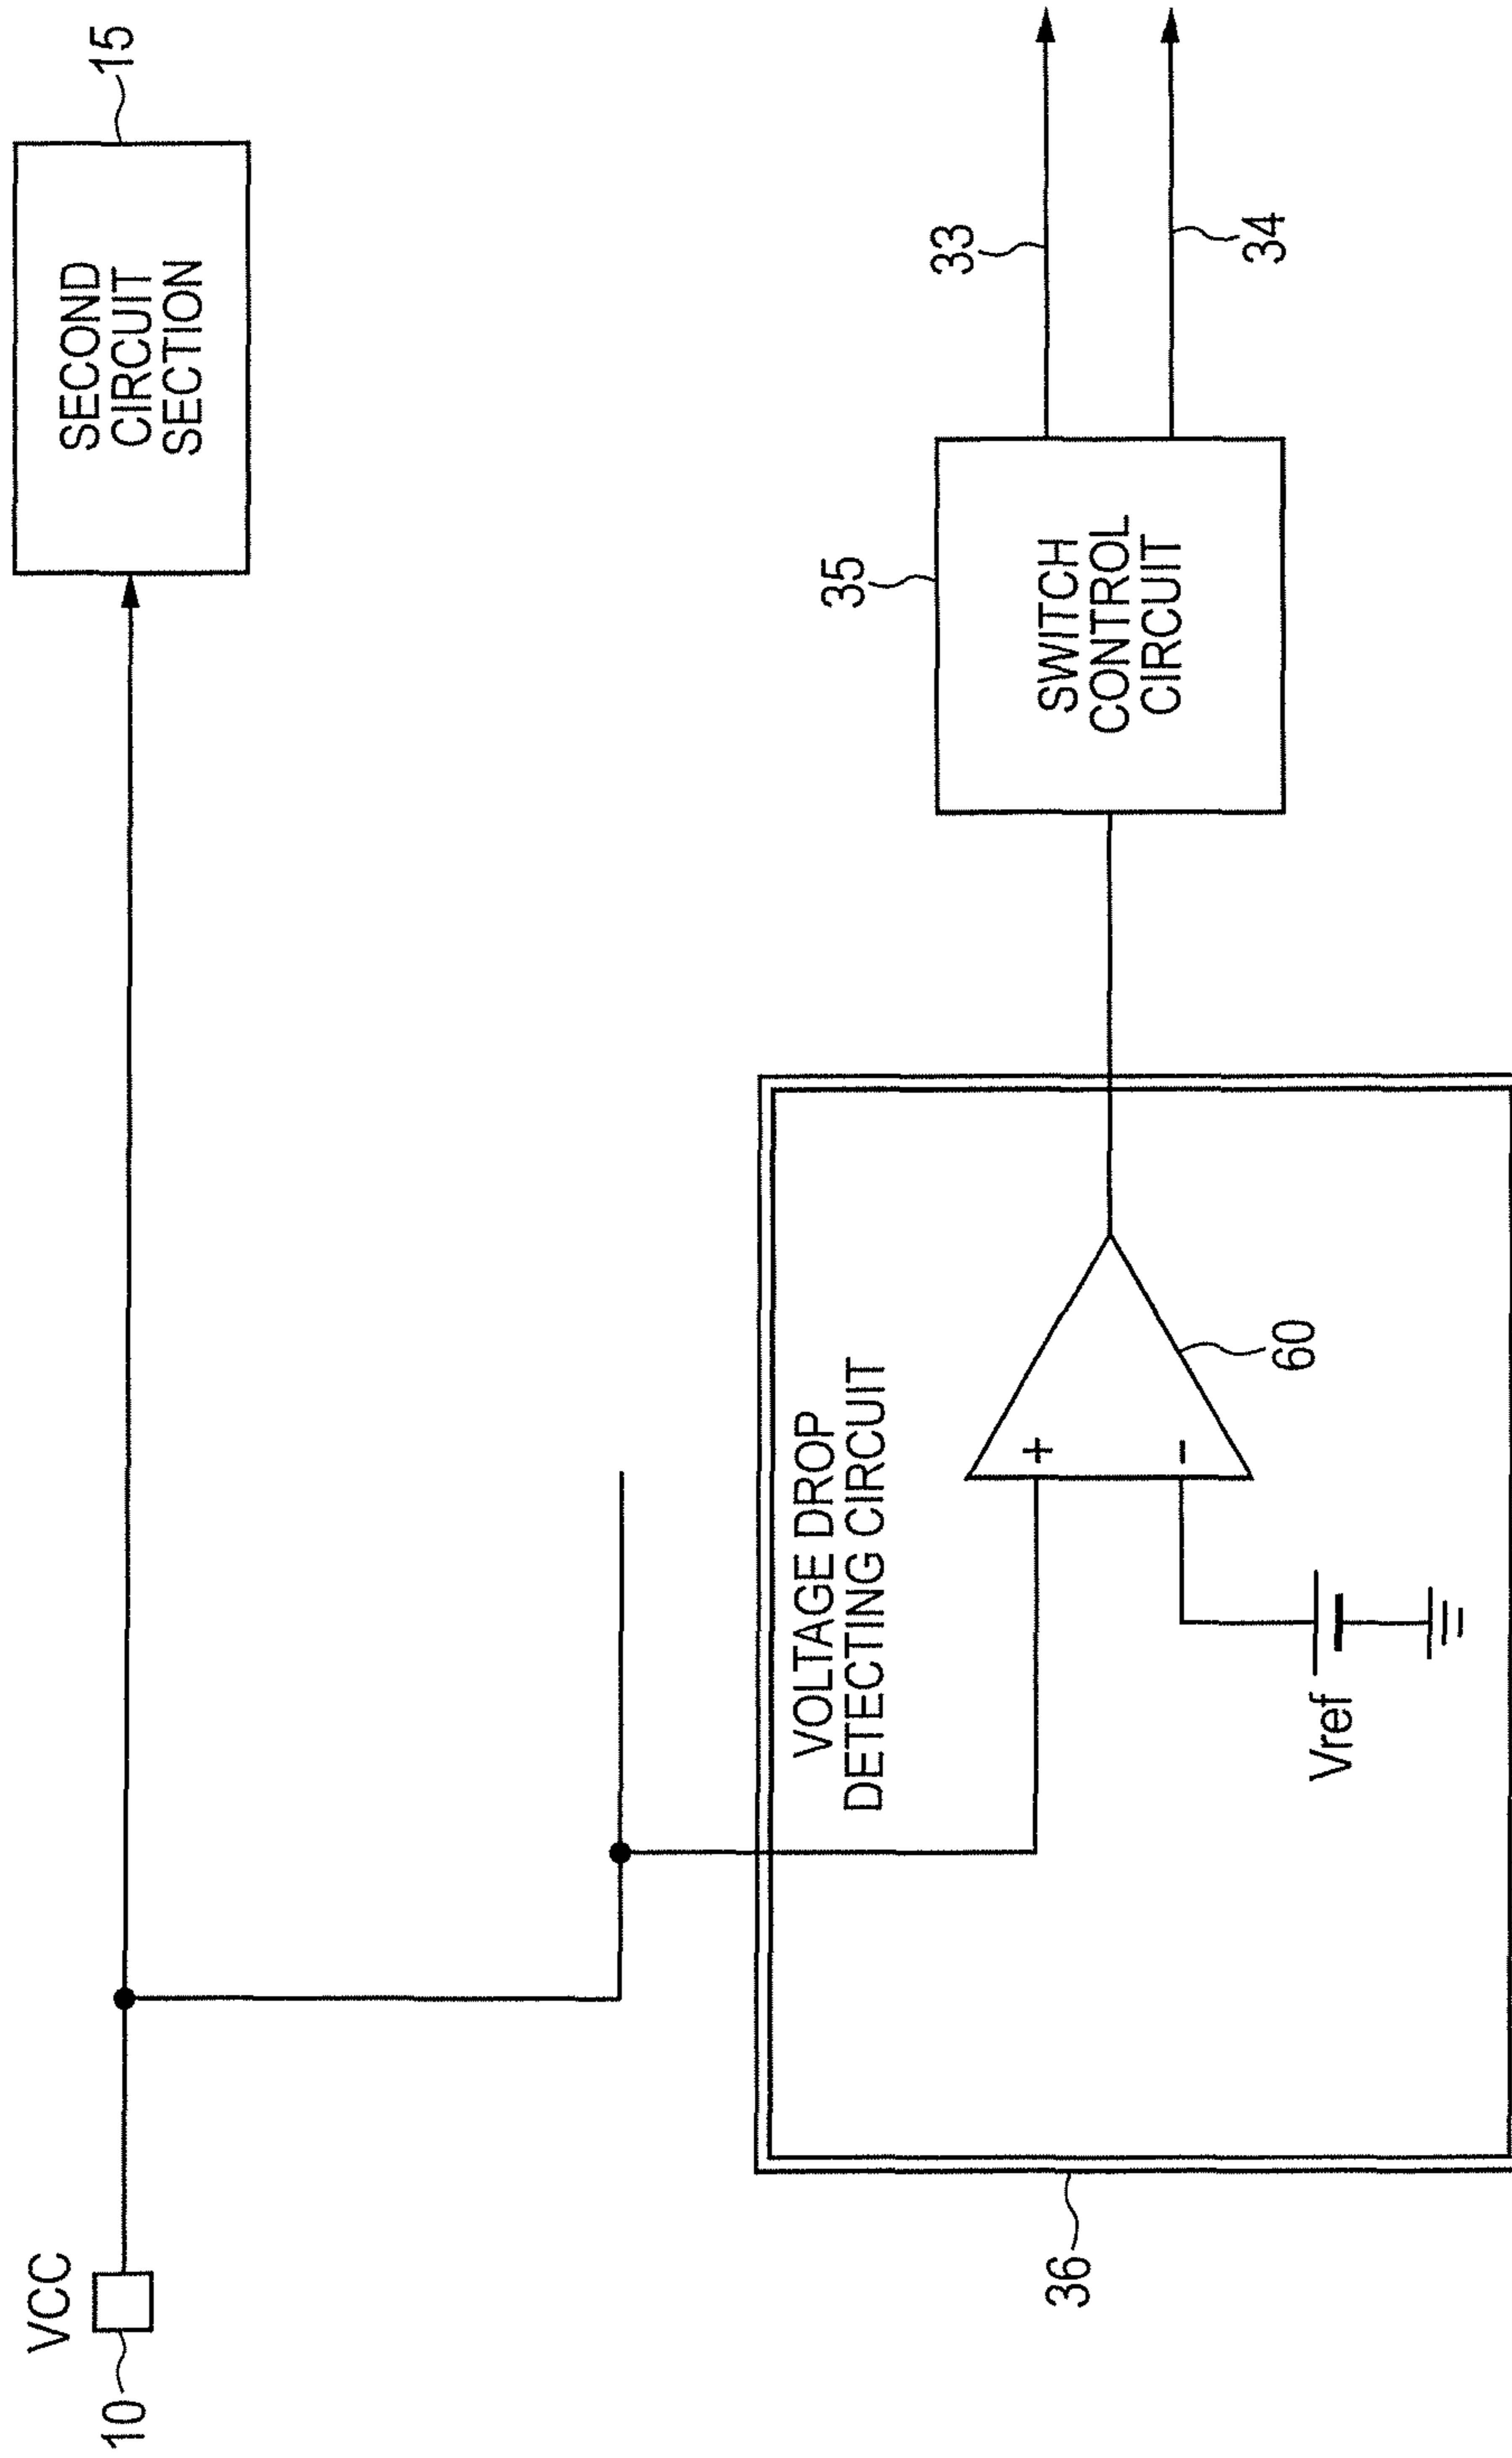 VCC
10
SECOND
CIRCUIT
SECTION
15
VOLTAGE DROP
DETECTING CIRCUIT
+
-
60
Vref
36
35
SWITCH
CONTROL
CIRCUIT
33
34